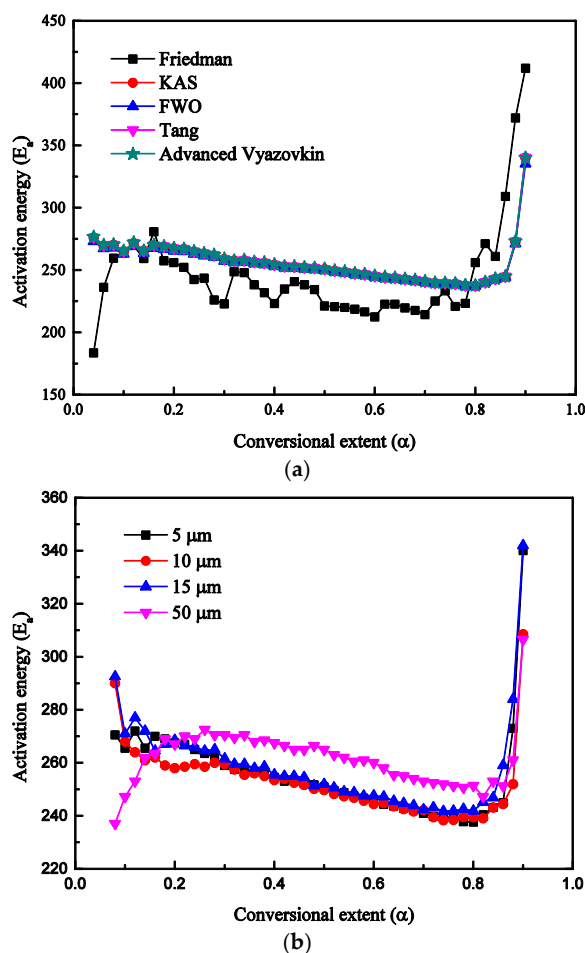 450
400
350
300
250
200
150
Activation energy (Ea)
Friedman
KAS
FWO
Tang
Advanced Vyazovkin
0.0 0.2 0.4 0.6 0.8 1.0
Conversional extent (α)
(a)
360
340
320
300
280
260
240
220
Activation energy (Ea)
5 μm
10 μm
15 μm
50 μm
0.0 0.2 0.4 0.6 0.8 1.0
Conversional extent (α)
(b)